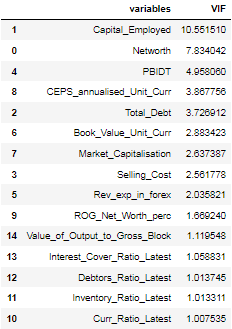 variables VIF
1 Capital_Employed 10.551510
0 Networth 7.834042
4 PBIDT 4.958060
8 CEPS_annualised_Unit_Curr 3.867756
2 Total_Debt 3.726912
6 Book_Value_Unit_Curr 2.883423
7 Market_Capitalisation 2.637387
3 Selling_Cost 2.561778
5 Rev_exp_in_forex 2.035821
9 ROG_Net_Worth_perc 1.669240
14 Value_of_Output_to_Gross_Block 1.119548
13 Interest_Cover_Ratio_Latest 1.058831
12 Debtors_Ratio_Latest 1.013745
11 Inventory_Ratio_Latest 1.013311
10 Curr_Ratio_Latest 1.007535